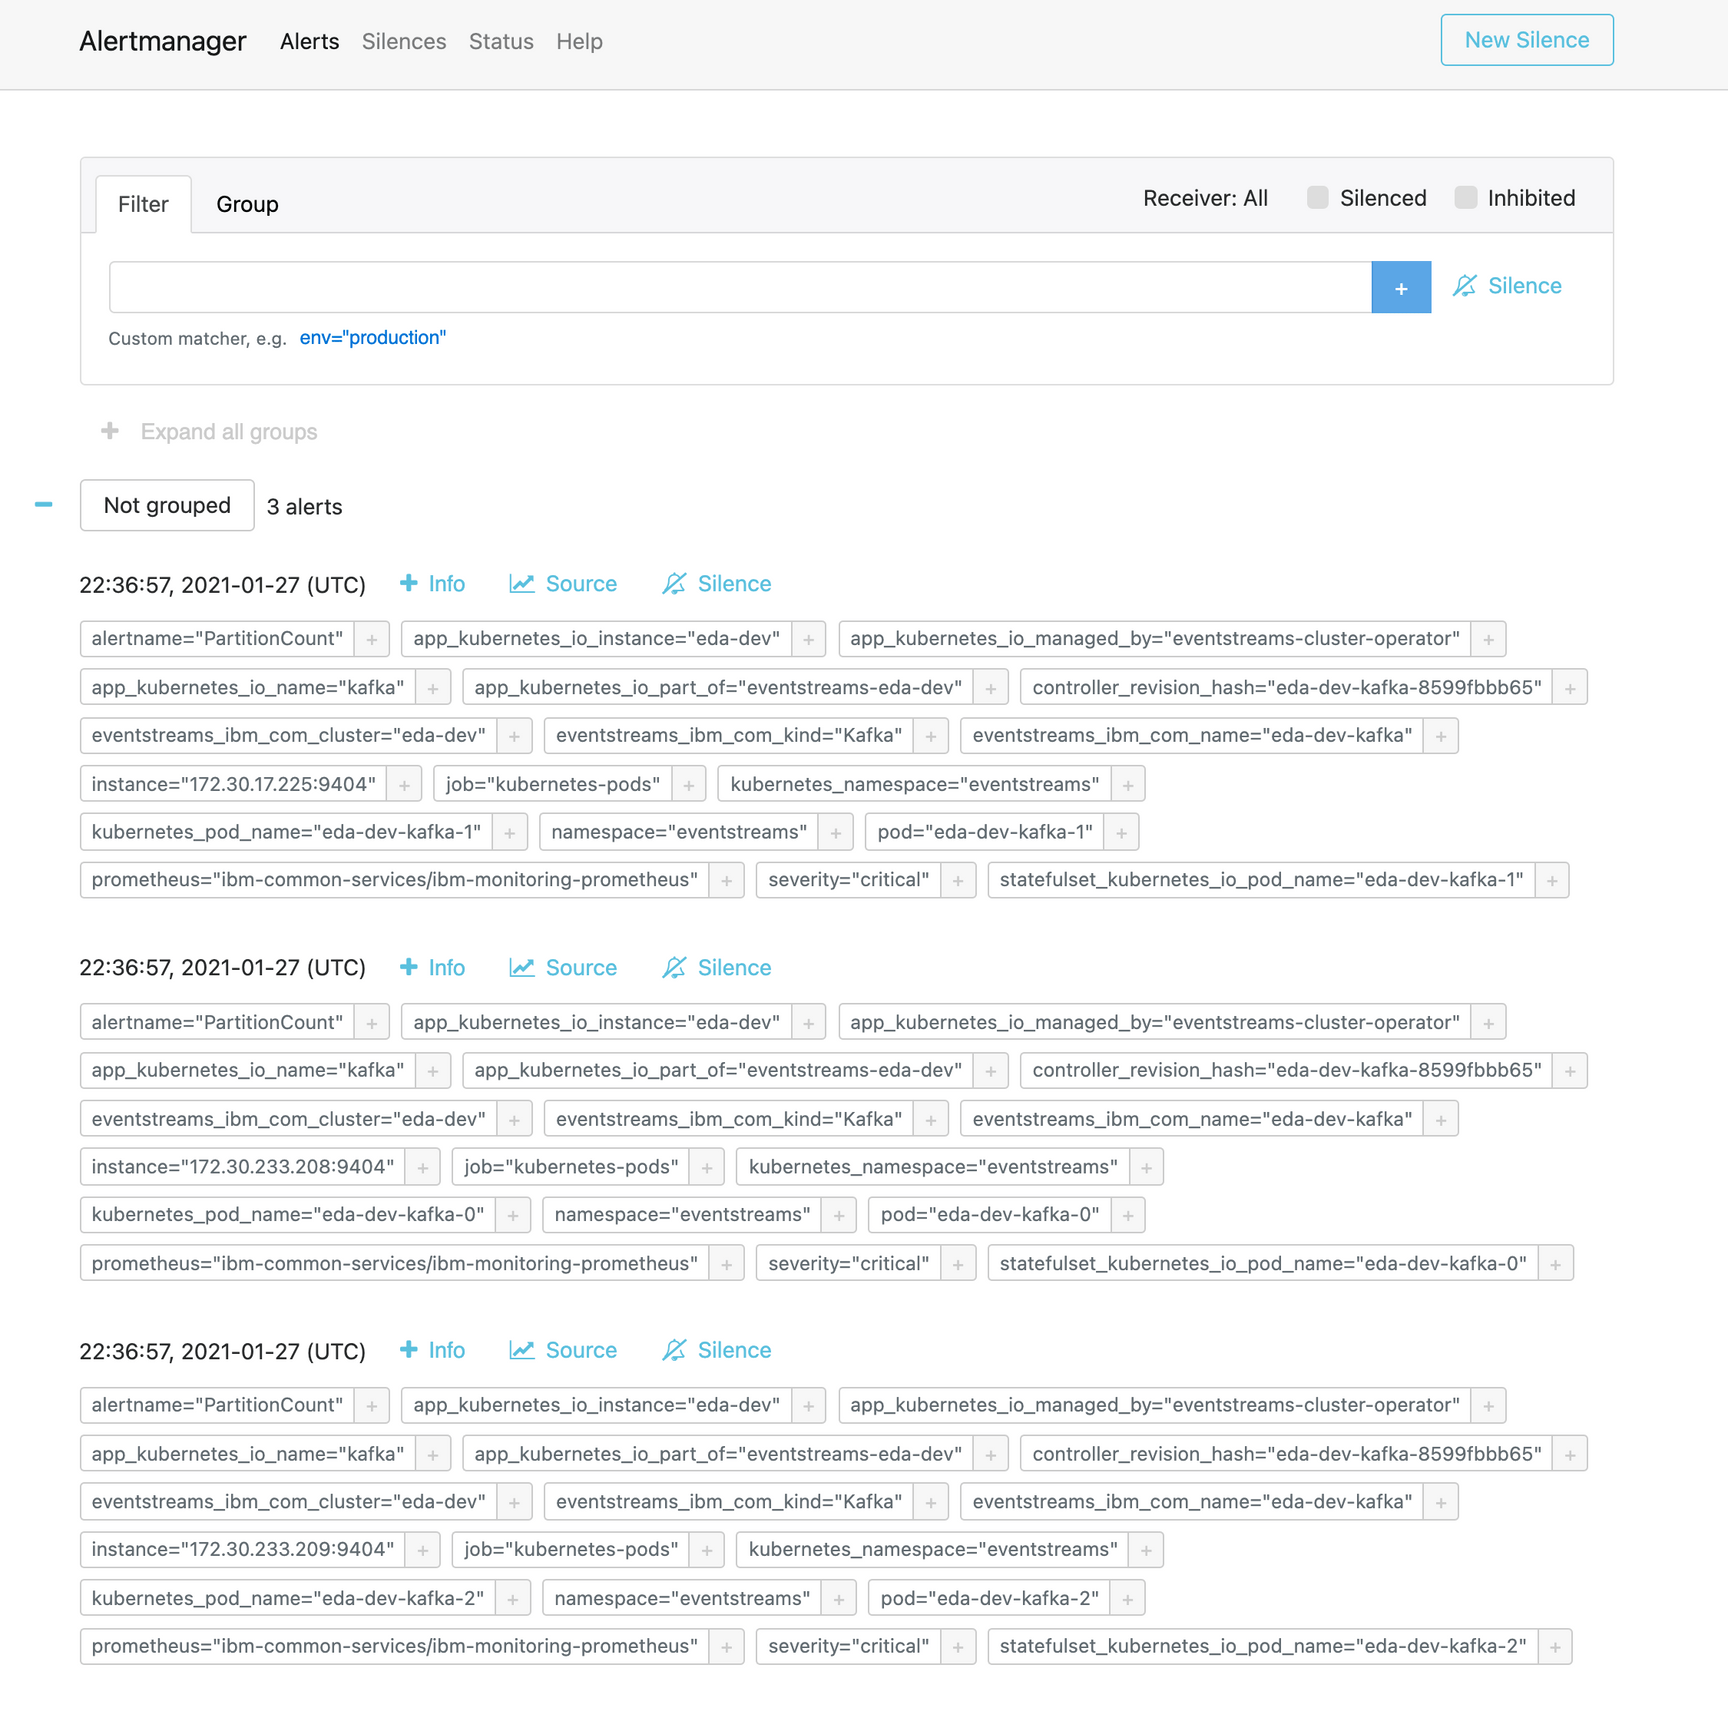 Alertmanager Alerts Silences Status Help New Silence
Filter Group Receiver: All Silenced Inhibited
+ Silence
Custom matcher, e.g. env="production"
+ Expand all groups
− Not grouped 3 alerts
22:36:57, 2021-01-27 (UTC) + Info Source Silence
alertname="PartitionCount" + app_kubernetes_io_instance="eda-dev" + app_kubernetes_io_managed_by="eventstreams-cluster-operator" +
app_kubernetes_io_name="kafka" + app_kubernetes_io_part_of="eventstreams-eda-dev" + controller_revision_hash="eda-dev-kafka-8599fbbb65" +
eventstreams_ibm_com_cluster="eda-dev" + eventstreams_ibm_com_kind="Kafka" + eventstreams_ibm_com_name="eda-dev-kafka" +
instance="172.30.17.225:9404" + job="kubernetes-pods" + kubernetes_namespace="eventstreams" +
kubernetes_pod_name="eda-dev-kafka-1" + namespace="eventstreams" + pod="eda-dev-kafka-1" +
prometheus="ibm-common-services/ibm-monitoring-prometheus" + severity="critical" + statefulset_kubernetes_io_pod_name="eda-dev-kafka-1" +
22:36:57, 2021-01-27 (UTC) + Info Source Silence
alertname="PartitionCount" + app_kubernetes_io_instance="eda-dev" + app_kubernetes_io_managed_by="eventstreams-cluster-operator" +
app_kubernetes_io_name="kafka" + app_kubernetes_io_part_of="eventstreams-eda-dev" + controller_revision_hash="eda-dev-kafka-8599fbbb65" +
eventstreams_ibm_com_cluster="eda-dev" + eventstreams_ibm_com_kind="Kafka" + eventstreams_ibm_com_name="eda-dev-kafka" +
instance="172.30.233.208:9404" + job="kubernetes-pods" + kubernetes_namespace="eventstreams" +
kubernetes_pod_name="eda-dev-kafka-0" + namespace="eventstreams" + pod="eda-dev-kafka-0" +
prometheus="ibm-common-services/ibm-monitoring-prometheus" + severity="critical" + statefulset_kubernetes_io_pod_name="eda-dev-kafka-0" +
22:36:57, 2021-01-27 (UTC) + Info Source Silence
alertname="PartitionCount" + app_kubernetes_io_instance="eda-dev" + app_kubernetes_io_managed_by="eventstreams-cluster-operator" +
app_kubernetes_io_name="kafka" + app_kubernetes_io_part_of="eventstreams-eda-dev" + controller_revision_hash="eda-dev-kafka-8599fbbb65" +
eventstreams_ibm_com_cluster="eda-dev" + eventstreams_ibm_com_kind="Kafka" + eventstreams_ibm_com_name="eda-dev-kafka" +
instance="172.30.233.209:9404" + job="kubernetes-pods" + kubernetes_namespace="eventstreams" +
kubernetes_pod_name="eda-dev-kafka-2" + namespace="eventstreams" + pod="eda-dev-kafka-2" +
prometheus="ibm-common-services/ibm-monitoring-prometheus" + severity="critical" + statefulset_kubernetes_io_pod_name="eda-dev-kafka-2" +